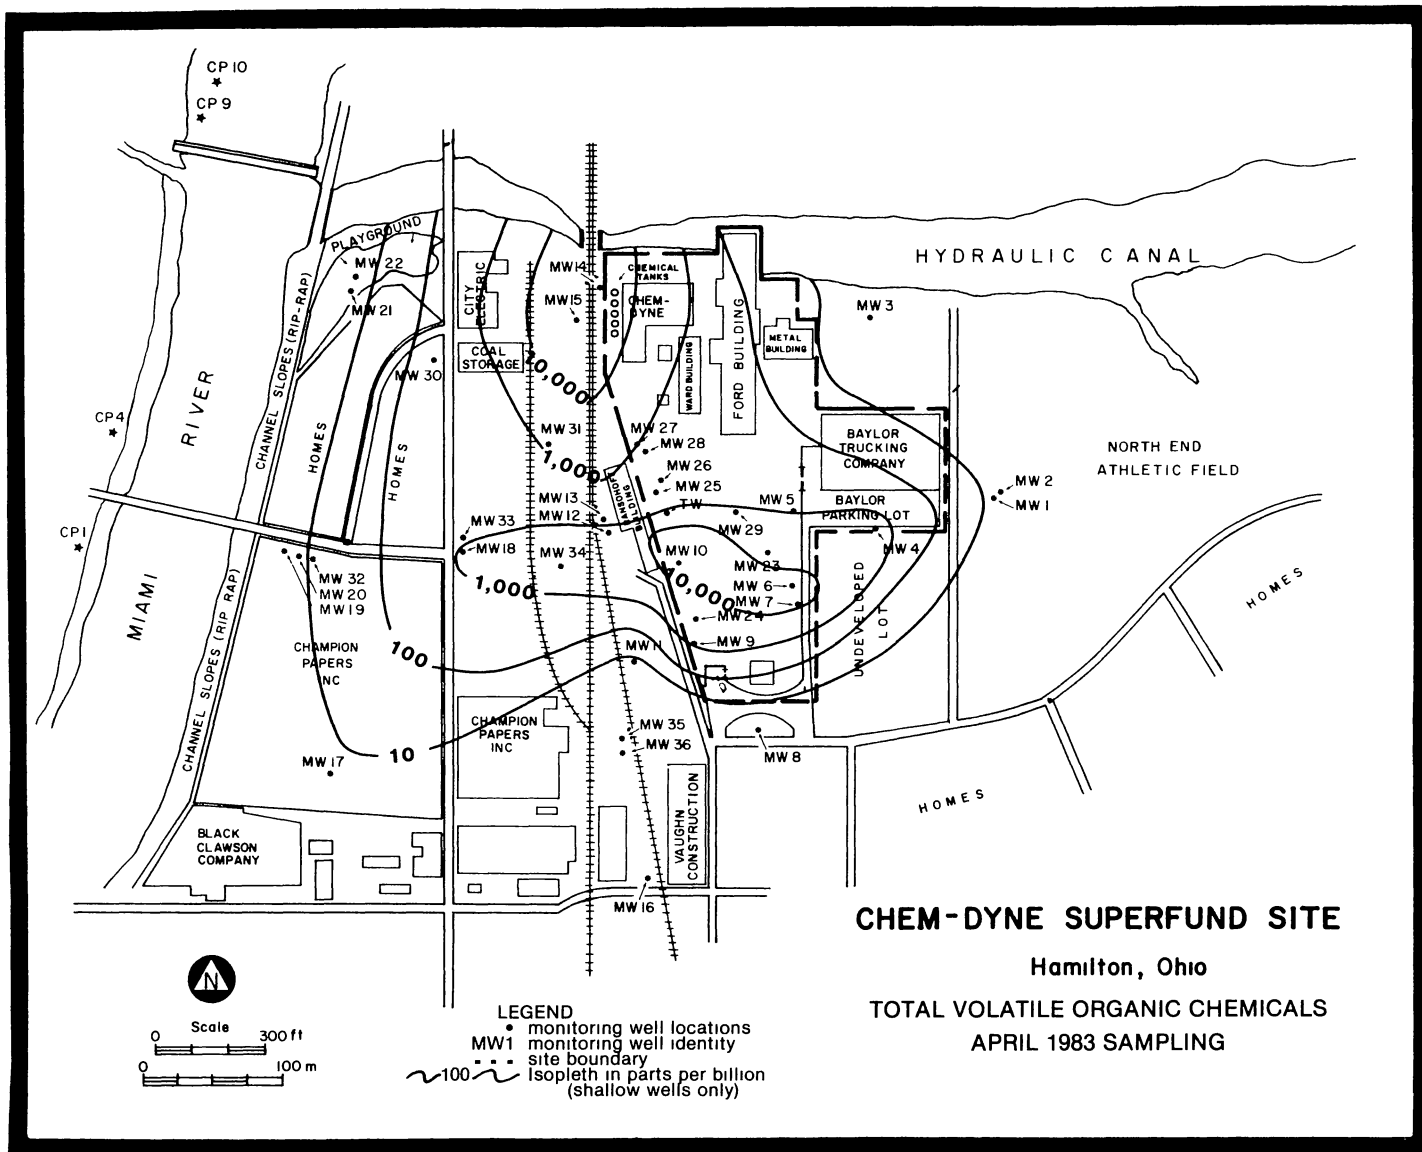 CP 10
CP 9
PLAYGROUND
MW 22
MW 21
CITY
ELECTRIC
COAL
STORAGE
MW 30
MW14
MW15
CHEMICAL
TANKS
CHEM-
DYNE
WARD BUILDING
FORD BUILDING
METAL
BUILDING
MW 3
HYDRAULIC CANAL
CHANNEL SLOPES (RIP-RAP)
RIVER
CP4
HOMES
HOMES
10,000
MW 31
1,000
MW 27
MW 28
MW 26
MW 25
TW
RANSOHOFF
BUILDING
BAYLOR
TRUCKING
COMPANY
BAYLOR
PARKING LOT
NORTH END
ATHLETIC FIELD
MW 2
MW 1
CP1
MW 13
MW 12
MW 33
MW18
MW 34
MW 5
MW 29
MW 4
MW 10
MW 23
MW 6
MW 7
10,000
MW 24
MW 9
MW 32
MW 20
MW19
1,000
MIAMI
UNDEVELOPED
LOT
HOMES
CHAMPION
PAPERS
INC
100
MW 11
CHANNEL SLOPES (RIP RAP)
CHAMPION
PAPERS
INC
10
MW 17
MW 35
MW 36
MW 8
HOMES
VAUGHN
CONSTRUCTION
BLACK
CLAWSON
COMPANY
MW 16
CHEM-DYNE SUPERFUND SITE
Hamilton, Ohio
TOTAL VOLATILE ORGANIC CHEMICALS
APRIL 1983 SAMPLING
N
Scale
0 300 ft
0 100 m
LEGEND
monitoring well locations
MW1 monitoring well identity
site boundary
100 Isopleth in parts per billion
(shallow wells only)